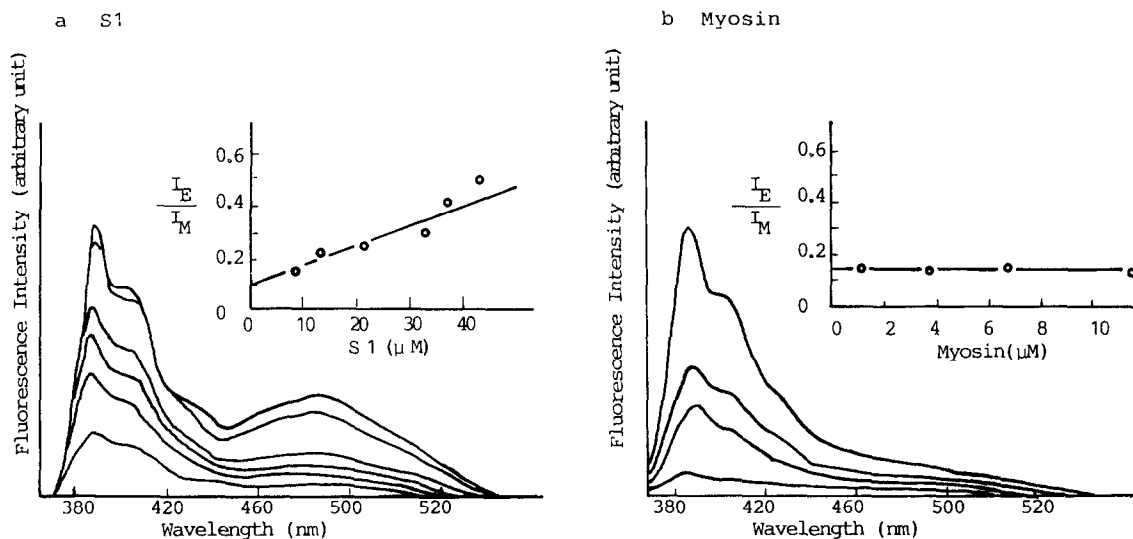 a S1
Fluorescence Intensity (arbitrary unit)
I_E
I_M
0.6
0.4
0.2
0
0 10 20 30 40
S1(μM)
380 420 460 500 520
Wavelength (nm)
b Myosin
Fluorescence Intensity (arbitrary unit)
I_E
I_M
0.6
0.4
0.2
0
0 2 4 6 8 10
Myosin(μM)
380 420 460 500 520
Wavelength (nm)